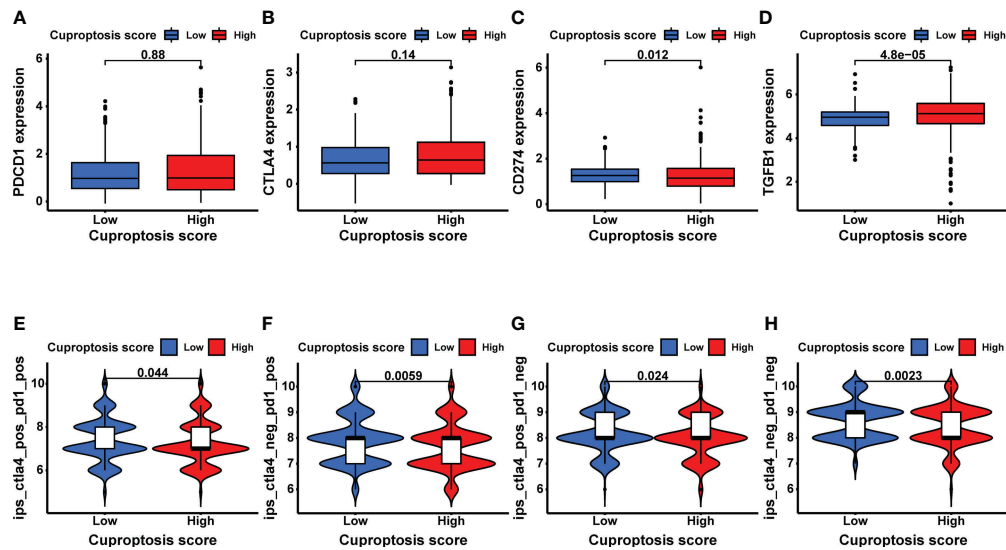 A
Cuproptosis score Low High
0.88
PDCD1 expression
6
4
2
0
Low High
Cuproptosis score
B
Cuproptosis score Low High
0.14
CTLA4 expression
3
2
1
0
Low High
Cuproptosis score
C
Cuproptosis score Low High
0.012
CD274 expression
6
4
2
0
Low High
Cuproptosis score
D
Cuproptosis score Low High
4.8e−05
TGFB1 expression
6
4
2
Low High
Cuproptosis score
E
Cuproptosis score Low High
0.044
ips_ctla4_pos_pd1_pos
10
8
6
Low High
Cuproptosis score
F
Cuproptosis score Low High
0.0059
ips_ctla4_neg_pd1_pos
10
9
8
7
6
Low High
Cuproptosis score
G
Cuproptosis score Low High
0.024
ips_ctla4_pos_pd1_neg
10
9
8
7
6
Low High
Cuproptosis score
H
Cuproptosis score Low High
0.0023
ips_ctla4_neg_pd1_neg
10
9
8
7
6
Low High
Cuproptosis score